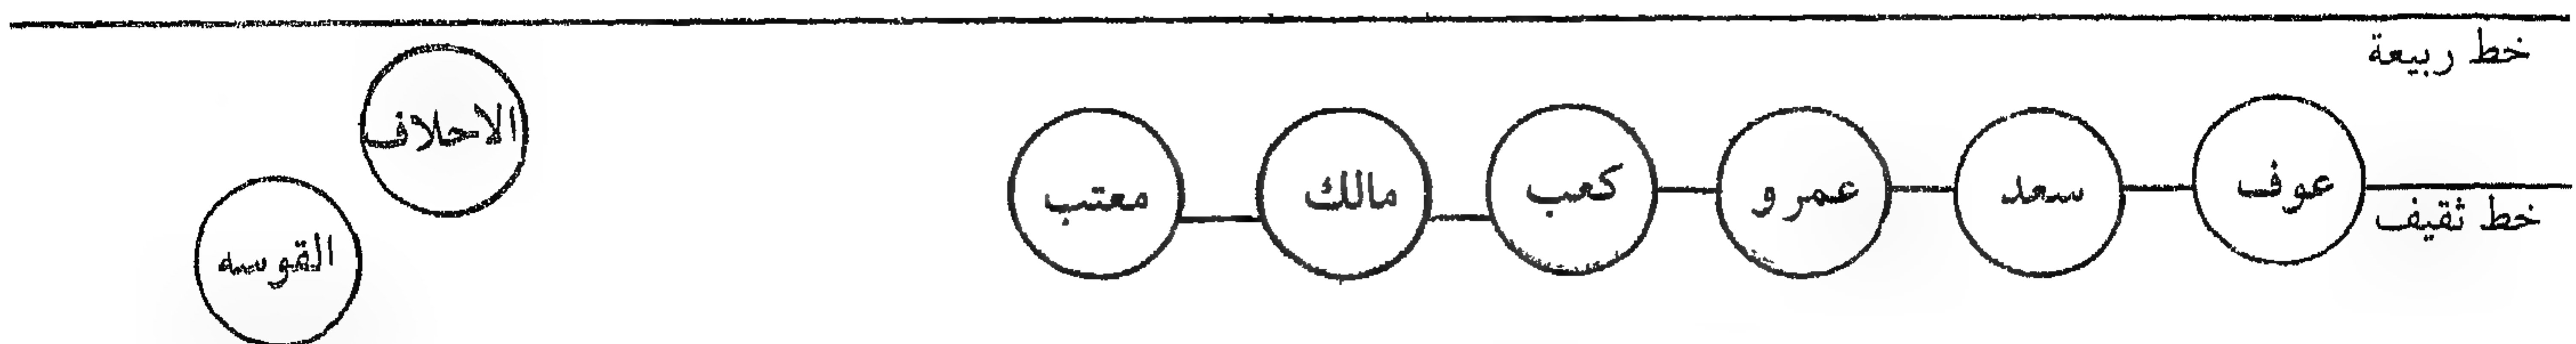 خط ربيعة
الاحلاف
عوف
سعد
عمرو
كعب
مالك
معتب
خط ثقيف
القوسه